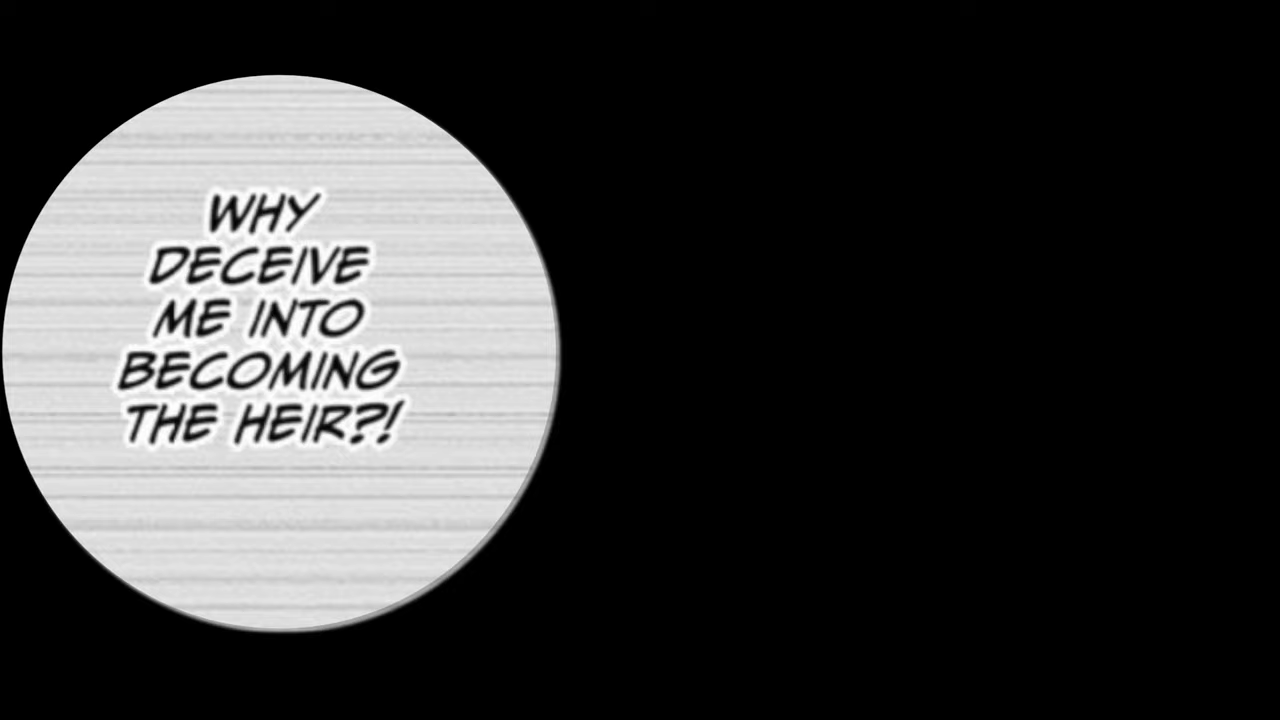 WHY
DECEIVE
ME INTO
BECOMING
THE HEIR?!